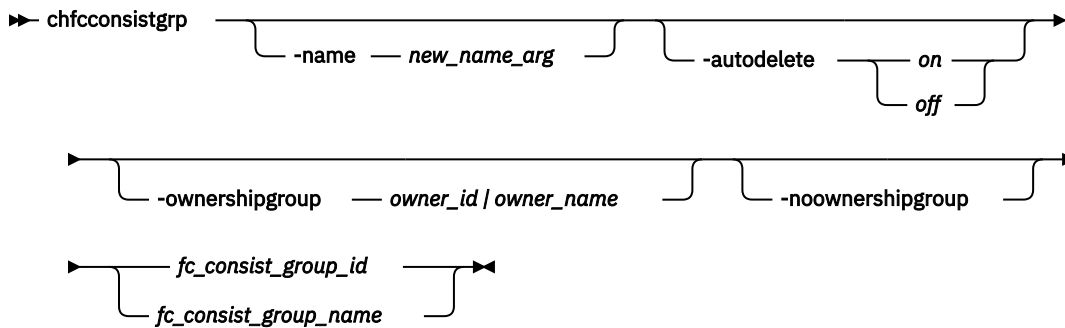 chfcconsistgrp
-name new_name_arg
-autodelete on
off
-ownershipgroup owner_id | owner_name
-noownershipgroup
fc_consist_group_id
fc_consist_group_name